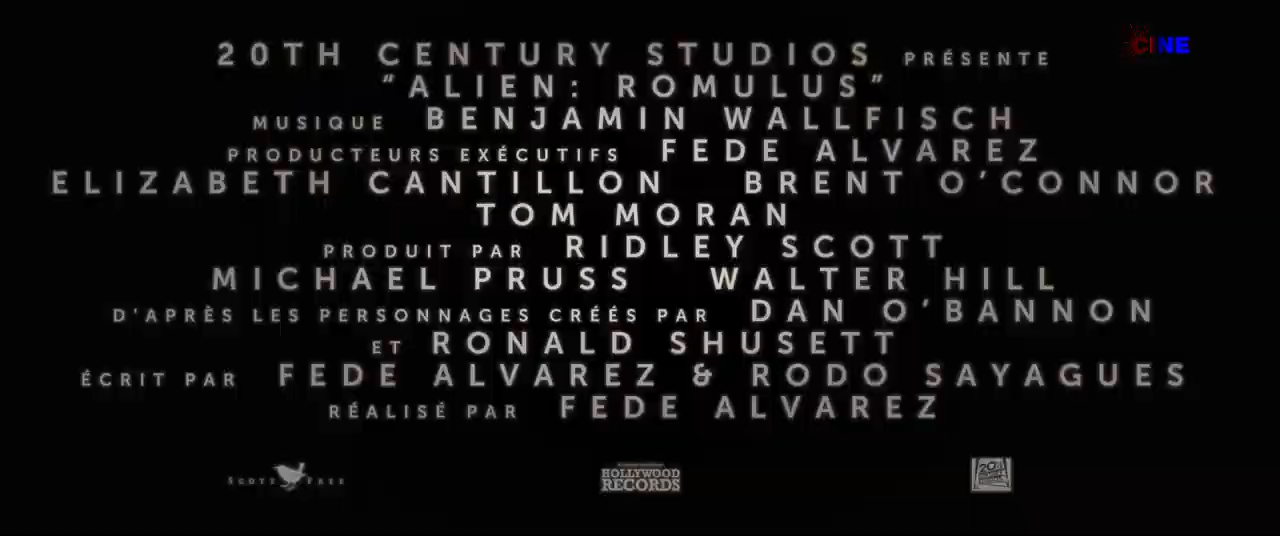 CINE
20TH CENTURY STUDIOS PRÉSENTE
“ALIEN: ROMULUS”
MUSIQUE BENJAMIN WALLFISCH
PRODUCTEURS EXÉCUTIFS FEDE ALVAREZ
ELIZABETH CANTILLON BRENT O’CONNOR
TOM MORAN
PRODUIT PAR RIDLEY SCOTT
MICHAEL PRUSS WALTER HILL
D’APRÈS LES PERSONNAGES CRÉÉS PAR DAN O’BANNON
ET RONALD SHUSETT
ÉCRIT PAR FEDE ALVAREZ & RODO SAYAGUES
RÉALISÉ PAR FEDE ALVAREZ
SCOTT FREE
HOLLYWOOD
RECORDS
20